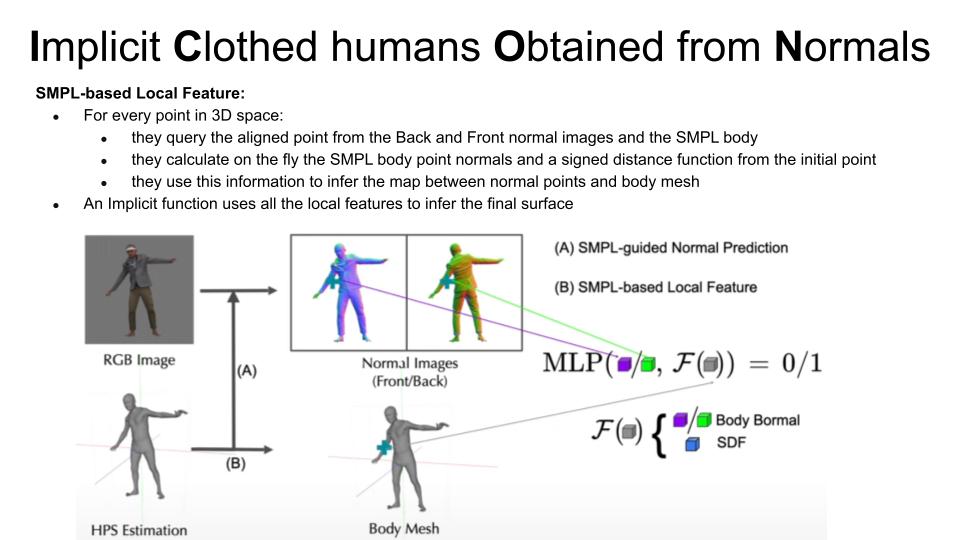 Implicit Clothed humans Obtained from Normals
SMPL-based Local Feature:
● For every point in 3D space:
● they query the aligned point from the Back and Front normal images and the SMPL body
● they calculate on the fly the SMPL body point normals and a signed distance function from the initial point
● they use this information to infer the map between normal points and body mesh
● An Implicit function uses all the local features to infer the final surface
(A) SMPL-guided Normal Prediction
(B) SMPL-based Local Feature
RGB Image
Normal Images
(Front/Back)
(A)
MLP( / , F( )) = 0/1
F( ) { / Body Bormal
SDF
(B)
HPS Estimation
Body Mesh